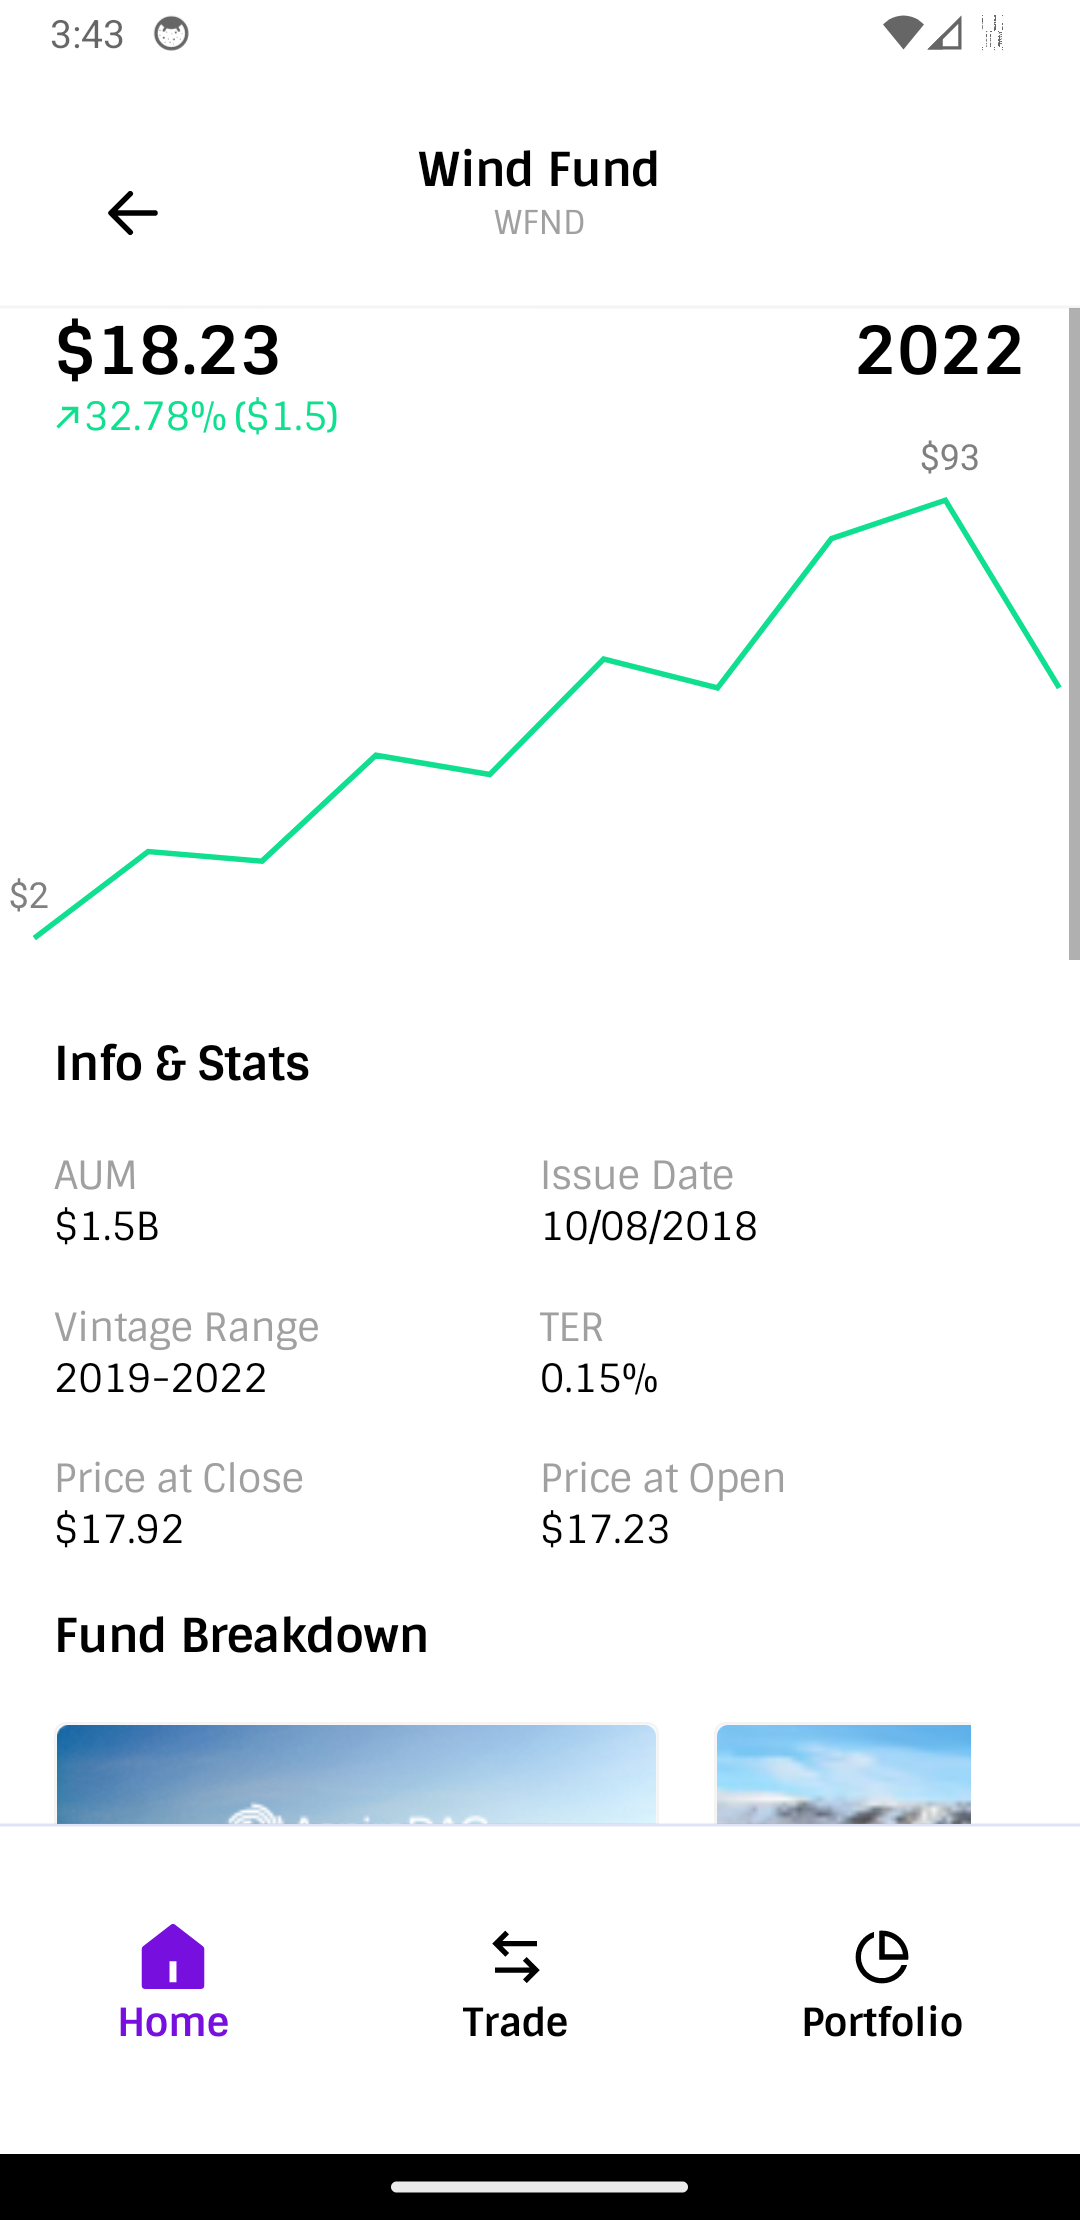 3:43
Wind Fund
WFND
$18.23
2022
↗32.78% ($1.5)
$93
$2
Info & Stats
AUM
Issue Date
$1.5B
10/08/2018
Vintage Range
TER
2019-2022
0.15%
Price at Close
Price at Open
$17.92
$17.23
Fund Breakdown
Home
Trade
Portfolio